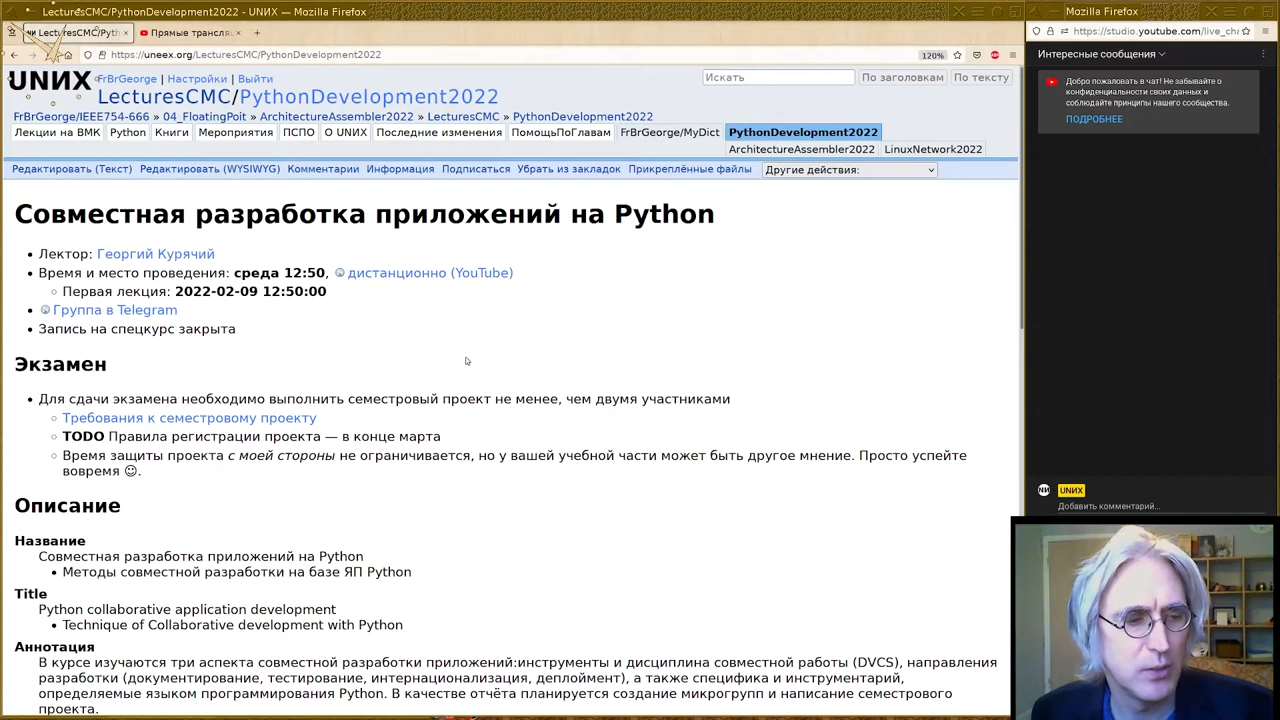 LecturesCMC/PythonDevelopment2022 - UNИX — Mozilla Firefox
LecturesCMC/Pyth
Прямые трансля
https://uneex.org/LecturesCMC/PythonDevelopment2022
120%
UNИX
FrBrGeorge | Настройки | Выйти
Искать
По заголовкам
По тексту
LecturesCMC/PythonDevelopment2022
FrBrGeorge/IEEE754-666 » 04_FloatingPoit » ArchitectureAssembler2022 » LecturesCMC » PythonDevelopment2022
Лекции на ВМК Python Книги Мероприятия ПСПО О UNИX Последние изменения ПомощьПоГлавам FrBrGeorge/MyDict PythonDevelopment2022
ArchitectureAssembler2022 LinuxNetwork2022
Редактировать (Текст) Редактировать (WYSIWYG) Комментарии Информация Подписаться Убрать из закладок Прикреплённые файлы Другие действия:
Совместная разработка приложений на Python
• Лектор: Георгий Курячий
• Время и место проведения: среда 12:50, дистанционно (YouTube)
◦ Первая лекция: 2022-02-09 12:50:00
• Группа в Telegram
• Запись на спецкурс закрыта
Экзамен
• Для сдачи экзамена необходимо выполнить семестровый проект не менее, чем двумя участниками
◦ Требования к семестровому проекту
◦ TODO Правила регистрации проекта — в конце марта
◦ Время защиты проекта с моей стороны не ограничивается, но у вашей учебной части может быть другое мнение. Просто успейте
вовремя ☺.
Описание
Название
Совместная разработка приложений на Python
• Методы совместной разработки на базе ЯП Python
Title
Python collaborative application development
• Technique of Collaborative development with Python
Аннотация
В курсе изучаются три аспекта совместной разработки приложений:инструменты и дисциплина совместной работы (DVCS), направления
разработки (документирование, тестирование, интернационализация, деплоймент), а также специфика и инструментарий,
определяемые языком программирования Python. В качестве отчёта планируется создание микрогрупп и написание семестрового
проекта.
Mozilla Firefox
https://studio.youtube.com/live_cha
Интересные сообщения
Добро пожаловать в чат! Не забывайте о
конфиденциальности своих данных и
соблюдайте принципы нашего сообщества.
ПОДРОБНЕЕ
UNИX
Добавить комментарий...